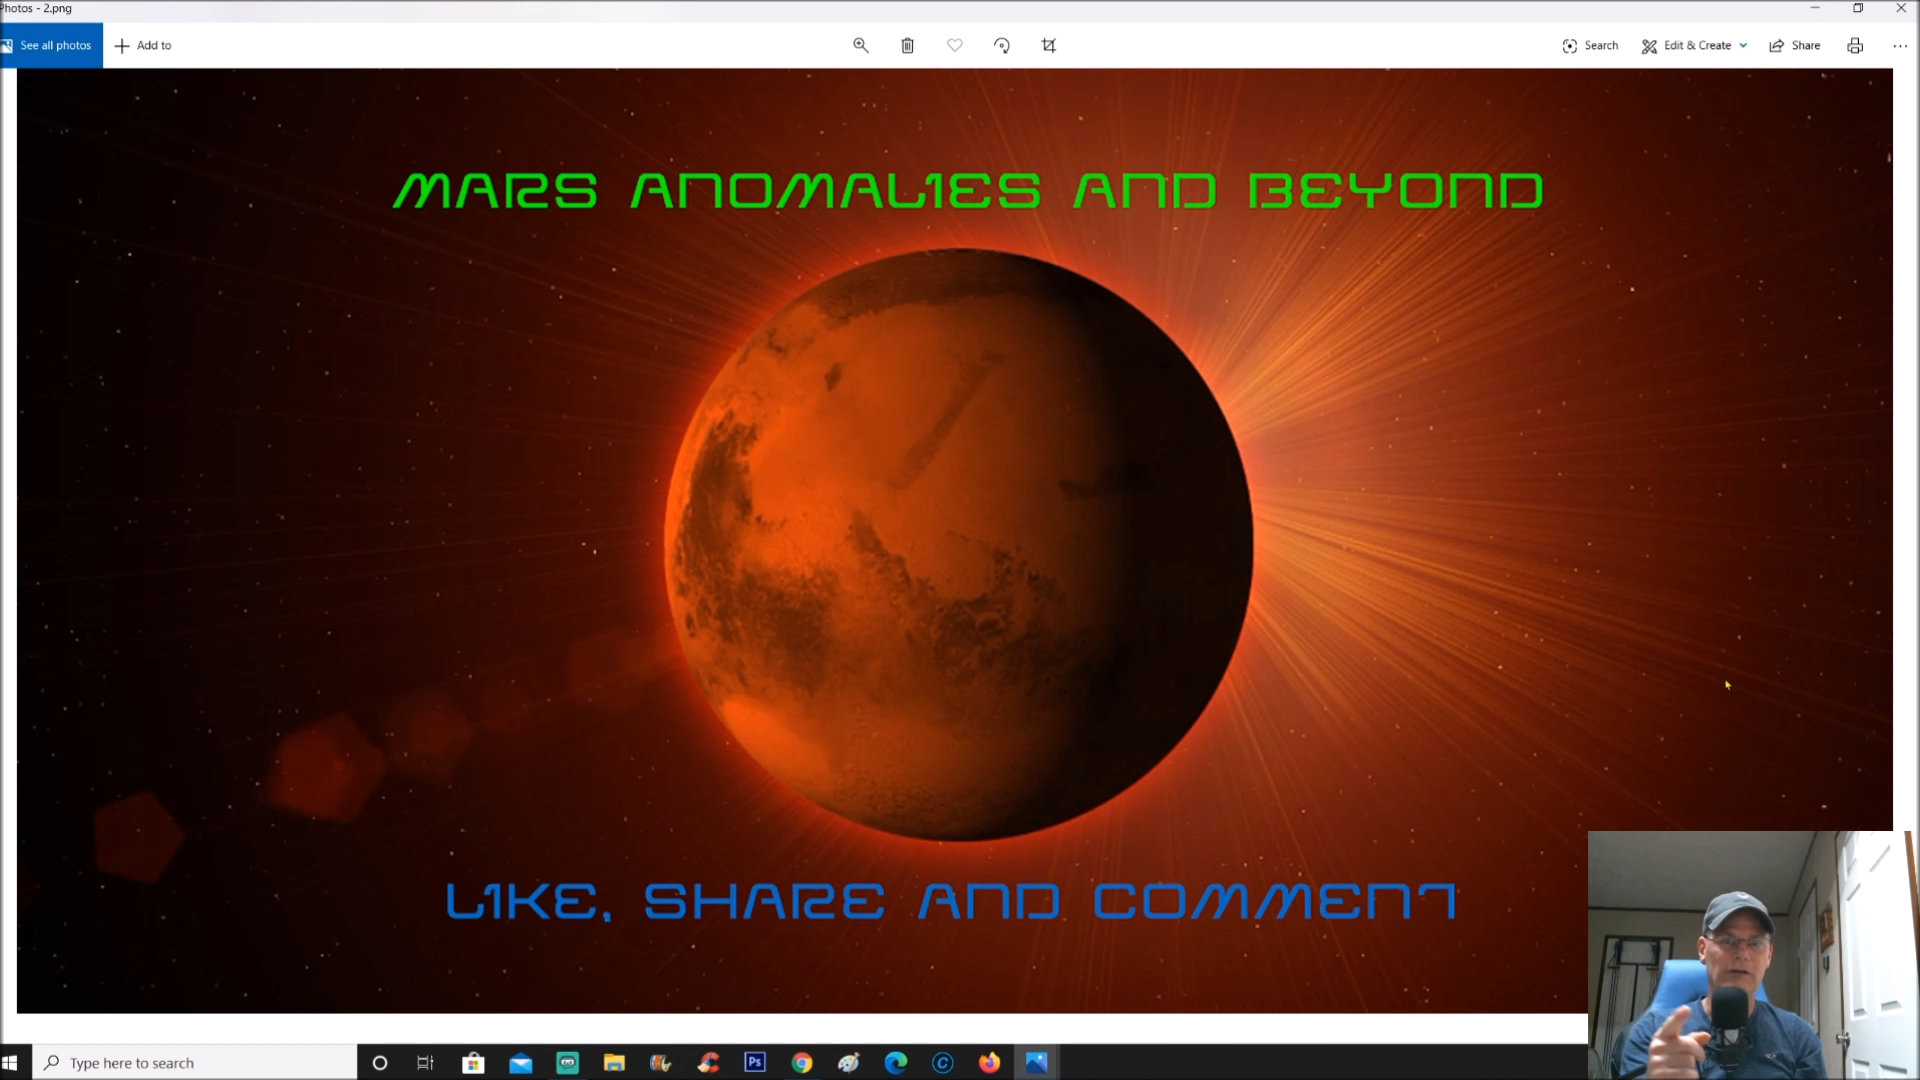 Photos - 2.png
See all photos
Add to
Search
Edit & Create
Share
MARS ANOMALIES AND BEYOND
LIKE, SHARE AND COMMENT
Type here to search
Ps